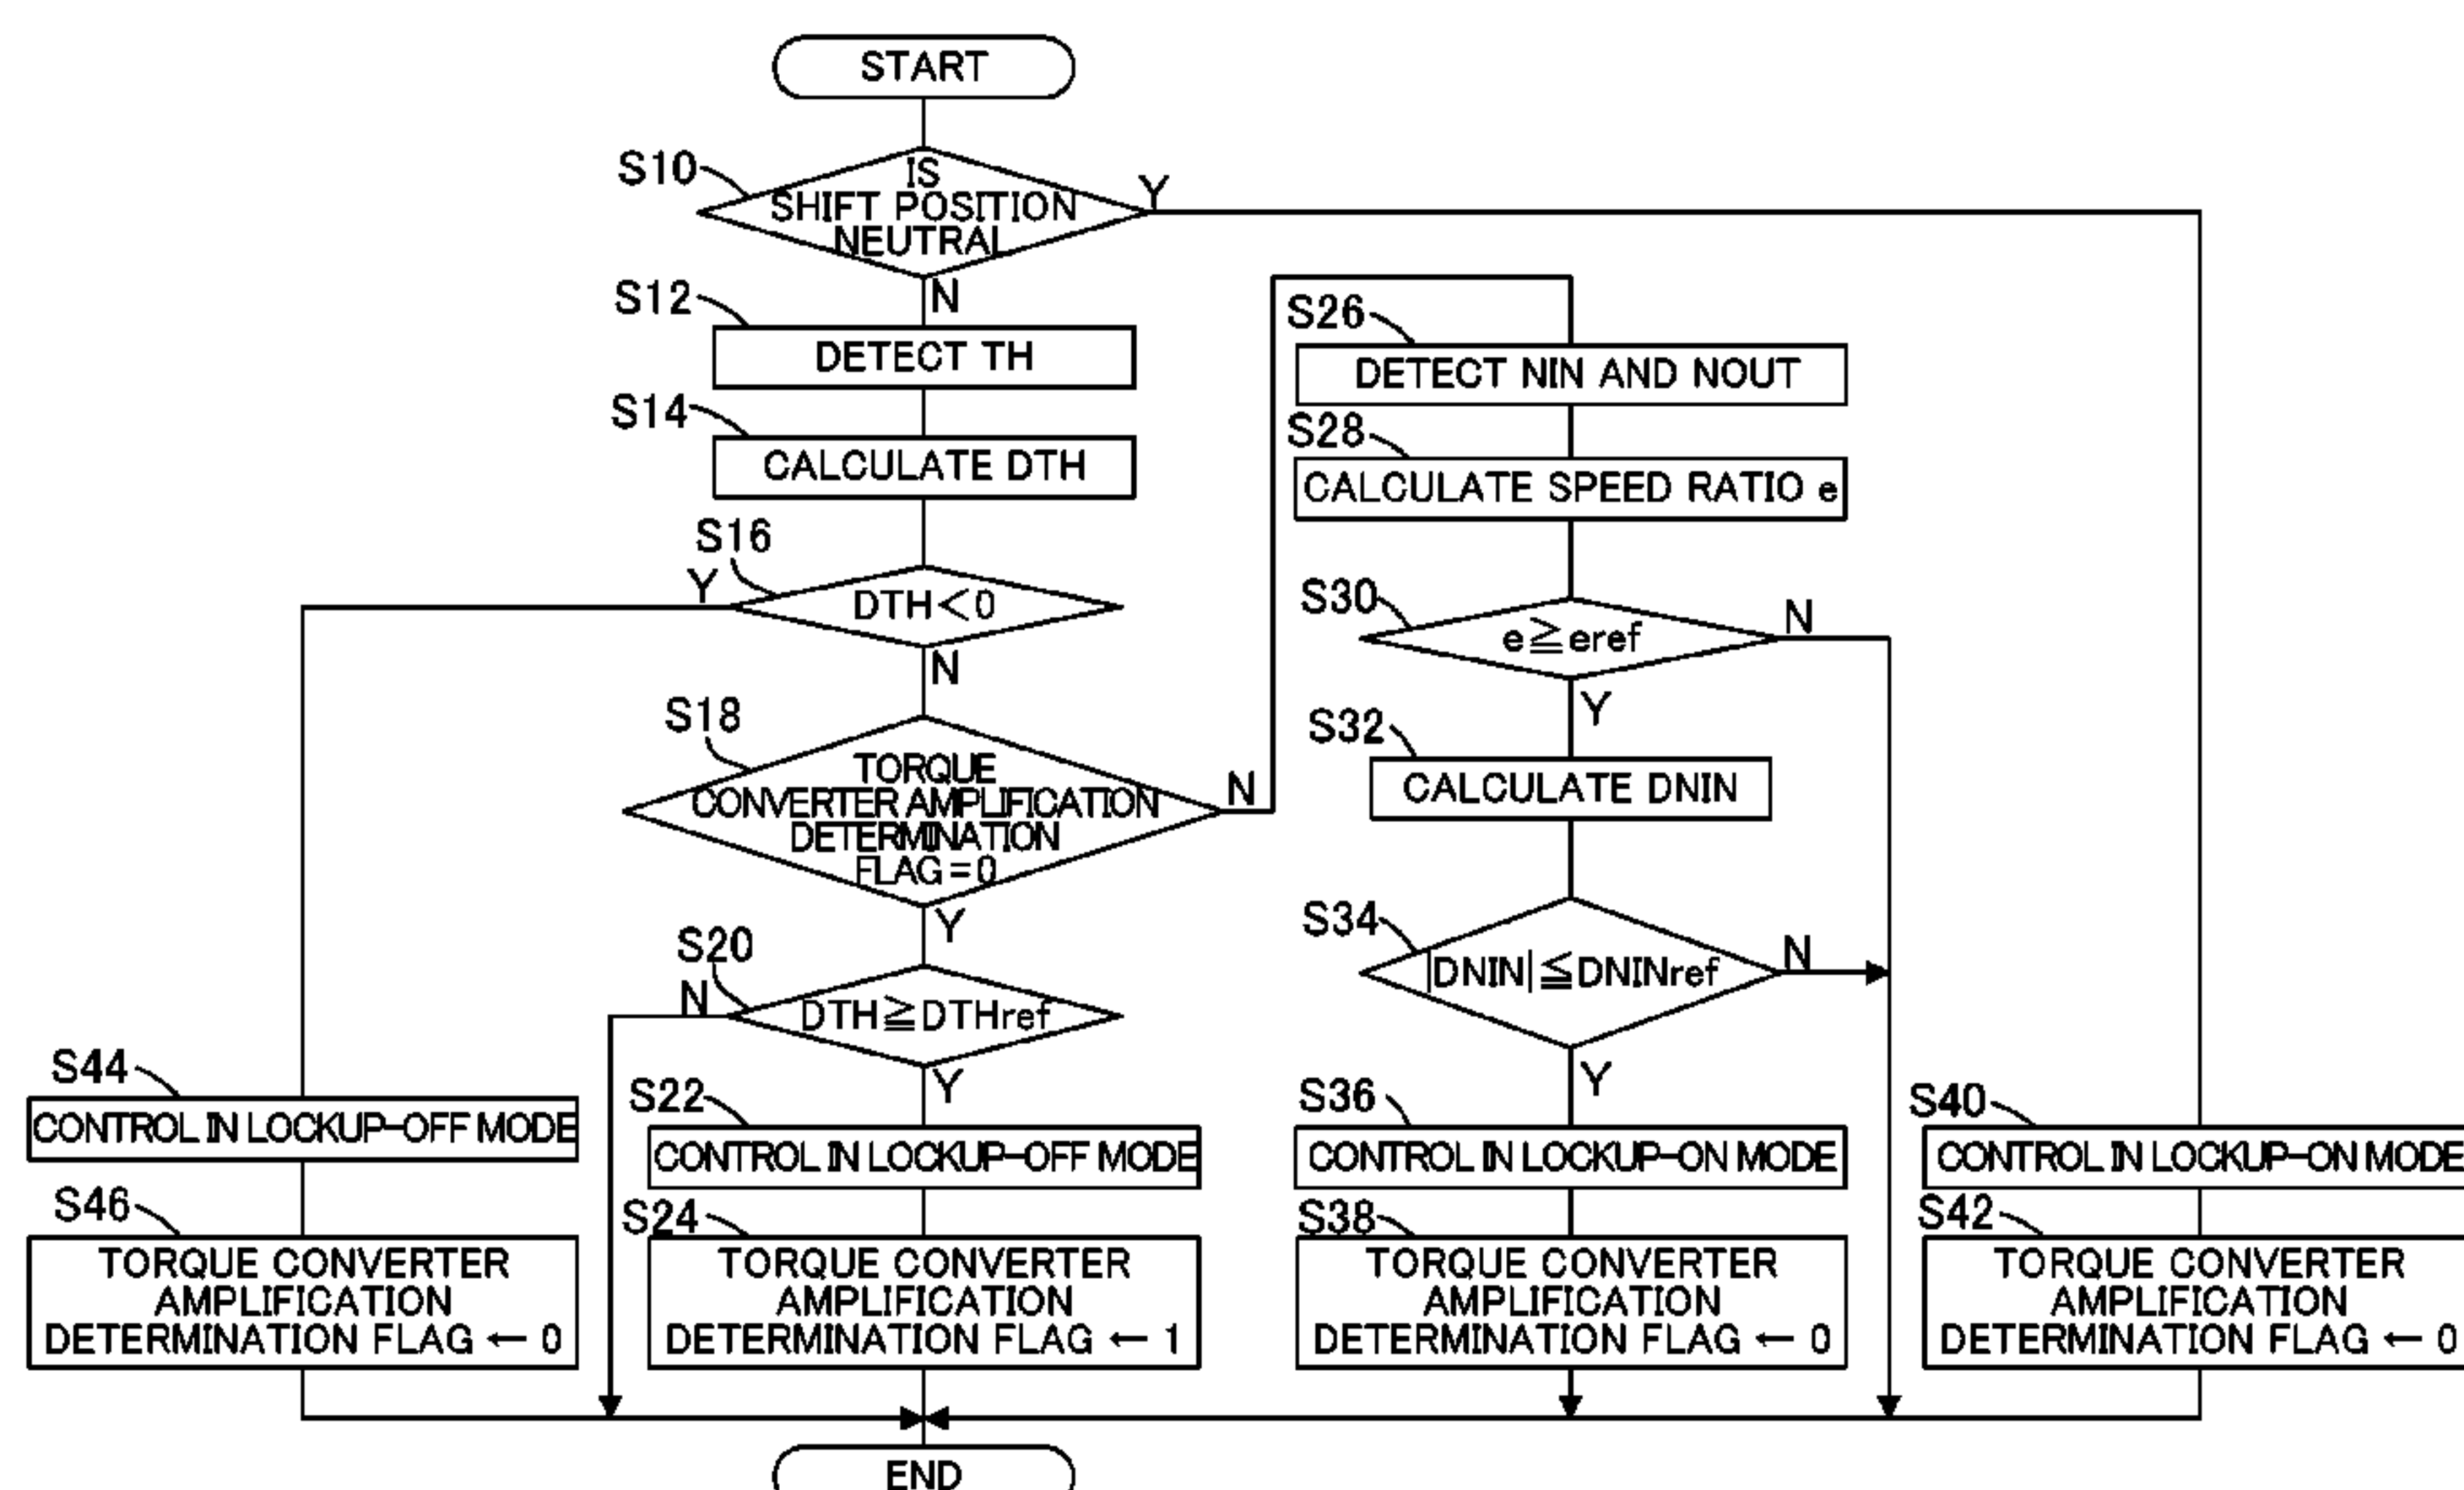 START
S10
IS
SHIFT POSITION
NEUTRAL
Y
N
S12
DETECT TH
S14
CALCULATE DTH
S16
Y
DTH<0
N
S18
TORQUE
CONVERTER AMPLIFICATION
DETERMINATION
FLAG=0
N
Y
S20
N
DTH≧DTHref
Y
S22
CONTROL IN LOCKUP-OFF MODE
S24
TORQUE CONVERTER
AMPLIFICATION
DETERMINATION FLAG ← 1
S26
DETECT NIN AND NOUT
S28
CALCULATE SPEED RATIO e
S30
e≧eref
N
Y
S32
CALCULATE DNIN
S34
|DNIN|≦DNINref
N
Y
S36
CONTROL IN LOCKUP-ON MODE
S38
TORQUE CONVERTER
AMPLIFICATION
DETERMINATION FLAG ← 0
S40
CONTROL IN LOCKUP-ON MODE
S42
TORQUE CONVERTER
AMPLIFICATION
DETERMINATION FLAG ← 0
S44
CONTROL IN LOCKUP-OFF MODE
S46
TORQUE CONVERTER
AMPLIFICATION
DETERMINATION FLAG ← 0
END